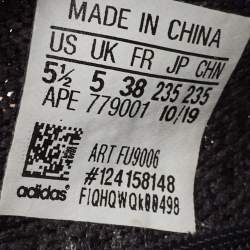 MADE IN CHINA
US UK FR JP CHN
5½ 5 38 235 235
APE 779001 10/19
ART FU9006
#124158148
adidas FIQHQWQk00498